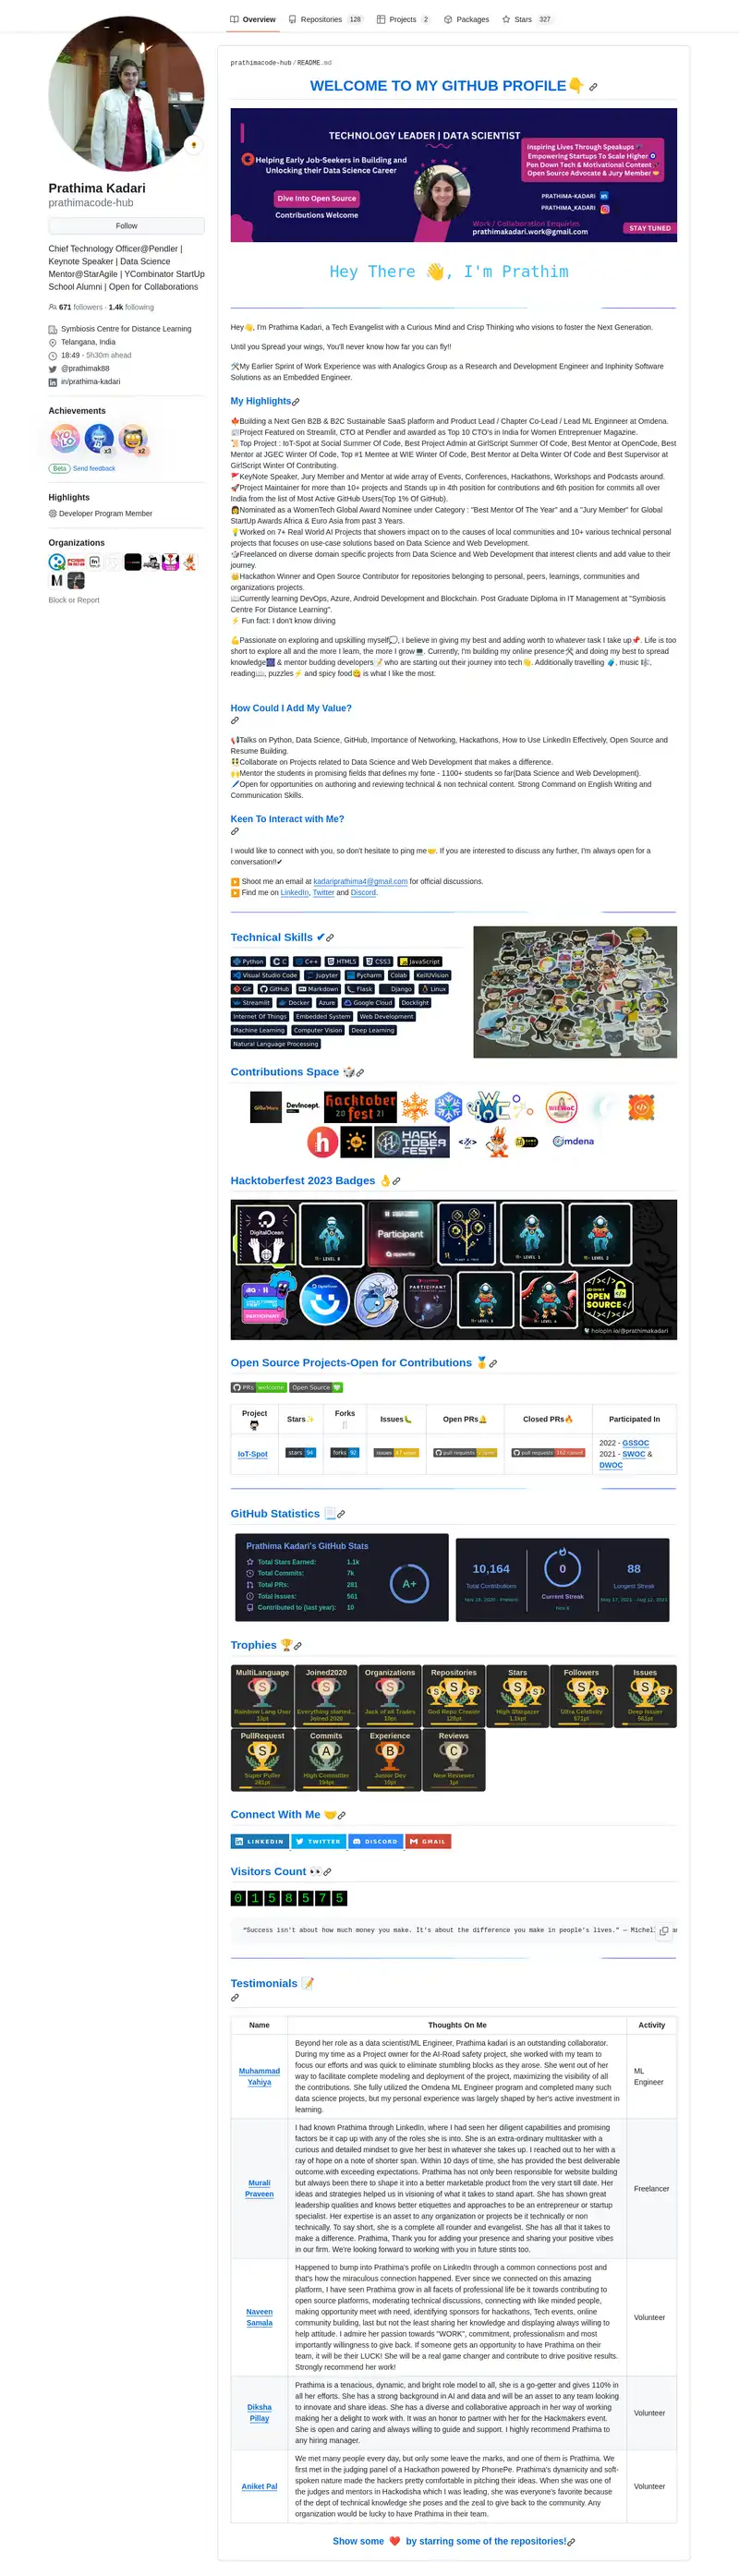 Overview
Repositories 128
Projects 2
Packages
Stars 327
Prathima Kadari
prathimacode-hub
Follow
Chief Technology Officer@Pendler |
Keynote Speaker | Data Science
Mentor@StarAgile | YCombinator StartUp
School Alumni | Open for Collaborations
671 followers · 1.4k following
Symbiosis Centre for Distance Learning
Telangana, India
18:49 - 5h30m ahead
@prathimak88
in/prathima-kadari
Achievements
x3
x2
Beta Send feedback
Highlights
Developer Program Member
Organizations
Block or Report
prathimacode-hub/README.md
WELCOME TO MY GITHUB PROFILE👇
TECHNOLOGY LEADER | DATA SCIENTIST
Helping Early Job-Seekers in Building and
Unlocking their Data Science Career
Dive Into Open Source
Contributions Welcome
Inspiring Lives Through Speakups
Empowering Startups To Scale Higher
Pen Down Tech & Motivational Content
Open Source Advocate & Jury Member
PRATHIMA-KADARI
PRATHIMA_KADARI
Work / Collaboration Enquiries
prathimakadari.work@gmail.com
STAY TUNED
Hey There 👋, I'm Prathim
Hey👋, I'm Prathima Kadari, a Tech Evangelist with a Curious Mind and Crisp Thinking who visions to foster the Next Generation.
Until you Spread your wings, You'll never know how far you can fly!!
🛠My Earlier Sprint of Work Experience was with Analogics Group as a Research and Development Engineer and Inphinity Software
Solutions as an Embedded Engineer.
My Highlights
🍁Building a Next Gen B2B & B2C Sustainable SaaS platform and Product Lead / Chapter Co-Lead / Lead ML Engineer at Omdena.
📰Project Featured on Streamlit, CTO at Pendler and awarded as Top 10 CTO's in India for Women Entrepreneur Magazine.
📜Top Project : IoT-Spot at Social Summer Of Code, Best Project Admin at GirlScript Summer Of Code, Best Mentor at OpenCode, Best
Mentor at JGEC Winter Of Code, Top #1 Mentee at WIE Winter Of Code, Best Mentor at Delta Winter Of Code and Best Supervisor at
GirlScript Winter Of Contributing.
🚩KeyNote Speaker, Jury Member and Mentor at wide array of Events, Conferences, Hackathons, Workshops and Podcasts around.
🚀Project Maintainer for more than 10+ projects and Stands up in 4th position for contributions and 6th position for commits all over
India from the list of Most Active GitHub Users(Top 1% Of GitHub).
👩Nominated as a WomenTech Global Award Nominee under Category : "Best Mentor Of The Year" and a "Jury Member" for Global
StartUp Awards Africa & Euro Asia from past 3 Years.
💡Worked on 7+ Real World AI Projects that showers impact on to the causes of local communities and 10+ various technical personal
projects that focuses on use-case solutions based on Data Science and Web Development.
🎲Freelanced on diverse domain specific projects from Data Science and Web Development that interest clients and add value to their
journey.
👑Hackathon Winner and Open Source Contributor for repositories belonging to personal, peers, learnings, communities and
organizations projects.
📖Currently learning DevOps, Azure, Android Development and Blockchain. Post Graduate Diploma in IT Management at "Symbiosis
Centre For Distance Learning".
⚡ Fun fact: I don't know driving
💪Passionate on exploring and upskilling myself💭, I believe in giving my best and adding worth to whatever task I take up📌. Life is too
short to explore all and the more I learn, the more I grow💻. Currently, I'm building my online presence🛠 and doing my best to spread
knowledge🎆 & mentor budding developers📝 who are starting out their journey into tech👋. Additionally travelling 🧳, music 🎼,
reading📖, puzzles⚡ and spicy food😋 is what I like the most.
How Could I Add My Value?
📢Talks on Python, Data Science, GitHub, Importance of Networking, Hackathons, How to Use LinkedIn Effectively, Open Source and
Resume Building.
👯Collaborate on Projects related to Data Science and Web Development that makes a difference.
🙌Mentor the students in promising fields that defines my forte - 1100+ students so far(Data Science and Web Development).
🖊Open for opportunities on authoring and reviewing technical & non technical content. Strong Command on English Writing and
Communication Skills.
Keen To Interact with Me?
I would like to connect with you, so don't hesitate to ping me🤝. If you are interested to discuss any further, I'm always open for a
conversation!!✔
▶ Shoot me an email at kadariprathima4@gmail.com for official discussions.
▶ Find me on LinkedIn, Twitter and Discord.
Technical Skills ✔
Python C C++ HTML5 CSS3 JavaScript
Visual Studio Code Jupyter Pycharm Colab KeilUVision
Git GitHub Markdown Flask Django Linux
Streamlit Docker Azure Google Cloud Docklight
Internet Of Things Embedded System Web Development
Machine Learning Computer Vision Deep Learning
Natural Language Processing
Contributions Space 🎲
DevIncept.
hacktober
2021
fest
HACK
TOBER
FEST
Omdena
Hacktoberfest 2023 Badges 👌
DigitalOcean
LEVEL 0
Participant
appwrite
LEVEL 1
LEVEL 2
PARTICIPANT
LEVEL 3
LEVEL 4
OPEN
SOURCE
holopin.io/@prathimakadari
Open Source Projects-Open for Contributions 🏅
PRs welcome Open Source
Project
Stars✨
Forks
Issues🐛
Open PRs🔔
Closed PRs🔥
Participated In
IoT-Spot
stars 94
forks 92
issues
pull requests
pull requests 362 closed
2022 - GSSOC
2021 - SWOC &
DWOC
GitHub Statistics 📃
Prathima Kadari's GitHub Stats
Total Stars Earned: 1.1k
Total Commits: 7k
Total PRs: 281
Total Issues: 561
Contributed to (last year): 10
A+
10,164
Total Contributions
0
Current Streak
Nov 8
88
Longest Streak
May 17, 2021 - Aug 12, 2021
Trophies 🏆
MultiLanguage Joined2020 Organizations Repositories Stars Followers Issues
S S S S S S S S S S S S S S S
Rainbow Lang User Everything started... Jack of all Trades God Repo Creator High Stargazer Ultra Celebrity Deep Issuer
Joined 2020 128pt 1.1kpt 671pt 561pt
PullRequest Commits Experience Reviews
S A B C
Super Puller High Committer Junior Dev New Reviewer
281pt 194pt 10pt 1pt
Connect With Me 🤝
LINKEDIN TWITTER DISCORD GMAIL
Visitors Count 👀
0158575
“Success isn't about how much money you make. It's about the difference you make in people's lives.” — Michell
Testimonials 📝
Name
Thoughts On Me
Activity
Muhammad
Yahiya
Beyond her role as a data scientist/ML Engineer, Prathima kadari is an outstanding collaborator.
During my time as a Project owner for the AI-Road safety project, she worked with my team to
focus our efforts and was quick to eliminate stumbling blocks as they arose. She went out of her
way to facilitate complete modeling and deployment of the project, maximizing the visibility of all
the contributions. She fully utilized the Omdena ML Engineer program and completed many such
data science projects, but my personal experience was largely shaped by her's active investment in
learning.
ML
Engineer
Murali
Praveen
I had known Prathima through LinkedIn, where I had seen her diligent capabilities and promising
factors be it cap up with any of the roles she is into. She is an extra-ordinary multitasker with a
curious and detailed mindset to give her best in whatever she takes up. I reached out to her with a
ray of hope on a note of shorter span. Within 10 days of time, she has provided the best deliverable
outcome.with exceeding expectations. Prathima has not only been responsible for website building
but always been there to shape it into a better marketable product from the very start till date. Her
ideas and strategies helped us in visioning of what it takes to stand apart. She has shown great
leadership qualities and knows better etiquettes and approaches to be an entrepreneur or startup
specialist. Her expertise is an asset to any organization or projects be it technically or non
technically. To say short, she is a complete all rounder and evangelist. She has all that it takes to
make a difference. Prathima, Thank you for adding your presence and sharing your positive vibes
in our firm. We're looking forward to working with you in future stints too.
Freelancer
Naveen
Samala
Happened to bump into Prathima's profile on LinkedIn through a common connections post and
that's how the miraculous connection happened. Ever since we connected on this amazing
platform, I have seen Prathima grow in all facets of professional life be it towards contributing to
open source platforms, moderating technical discussions, connecting with like minded people,
making opportunity meet with need, identifying sponsors for hackathons, Tech events, online
community building, last but not the least sharing her knowledge and displaying always willing to
help attitude. I admire her passion towards "WORK", commitment, professionalism and most
importantly willingness to give back. If someone gets an opportunity to have Prathima on their
team, it will be their LUCK! She will be a real game changer and contribute to drive positive results.
Strongly recommend her work!
Volunteer
Diksha
Pillay
Prathima is a tenacious, dynamic, and bright role model to all, she is a go-getter and gives 110% in
all her efforts. She has a strong background in AI and data and will be an asset to any team looking
to innovate and share ideas. She has a diverse and collaborative approach in her way of working
making her a delight to work with. It was an honor to partner with her for the Hackmakers event.
She is open and caring and always willing to guide and support. I highly recommend Prathima to
any hiring manager.
Volunteer
Aniket Pal
We met many people every day, but only some leave the marks, and one of them is Prathima. We
first met in the judging panel of a Hackathon powered by PhonePe. Prathima's dynamicity and soft-
spoken nature made the hackers pretty comfortable in pitching their ideas. When she was one of
the judges and mentors in Hackodisha which I was leading, she was everyone's favorite because
of the dept of technical knowledge she poses and the zeal to give back to the community. Any
organization would be lucky to have Prathima in their team.
Volunteer
Show some ❤️ by starring some of the repositories!